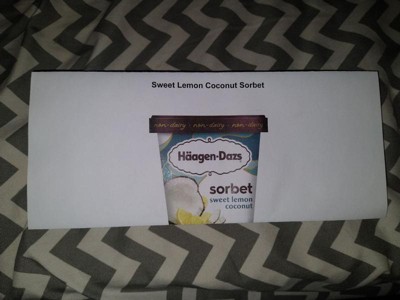 Sweet Lemon Coconut Sorbet
non-dairy · non-dairy · non-dairy
Häagen-Dazs
sorbet
sweet lemon
coconut